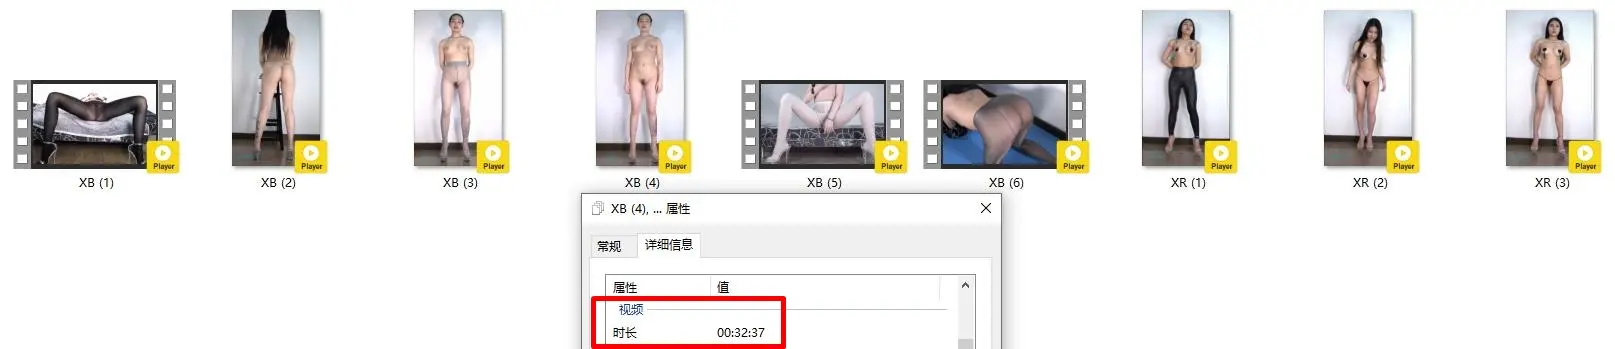 Player
Player
Player
Player
Player
Player
Player
Player
Player
XB (1)
XB (2)
XB (3)
XB (4)
XB (5)
XB (6)
XR (1)
XR (2)
XR (3)
XB (4), ... 属性
常规
详细信息
属性
值
视频
时长
00:32:37